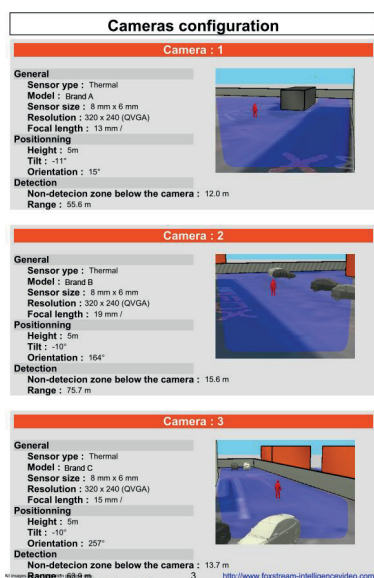 Cameras configuration
Camera : 1
General
Sensor ype : Thermal
Model : Brand A
Sensor size : 8 mm x 6 mm
Resolution : 320 x 240 (QVGA)
Focal length : 13 mm /
Positionning
Height : 5m
Tilt : -11°
Orientation : 15°
Detection
Non-detecion zone below the camera : 12.0 m
Range : 55.6 m
Camera : 2
General
Sensor ype : Thermal
Model : Brand B
Sensor size : 8 mm x 6 mm
Resolution : 320 x 240 (QVGA)
Focal length : 19 mm /
Positionning
Height : 5m
Tilt : -10°
Orientation : 164°
Detection
Non-detecion zone below the camera : 15.6 m
Range : 75.7 m
Camera : 3
General
Sensor ype : Thermal
Model : Brand C
Sensor size : 8 mm x 6 mm
Resolution : 320 x 240 (QVGA)
Focal length : 15 mm /
Positionning
Height : 5m
Tilt : -10°
Orientation : 257°
Detection
Non-detecion zone below the camera : 13.7 m
Range : 63.9 m
3 http://www.foxstream-intelligencevideo.com